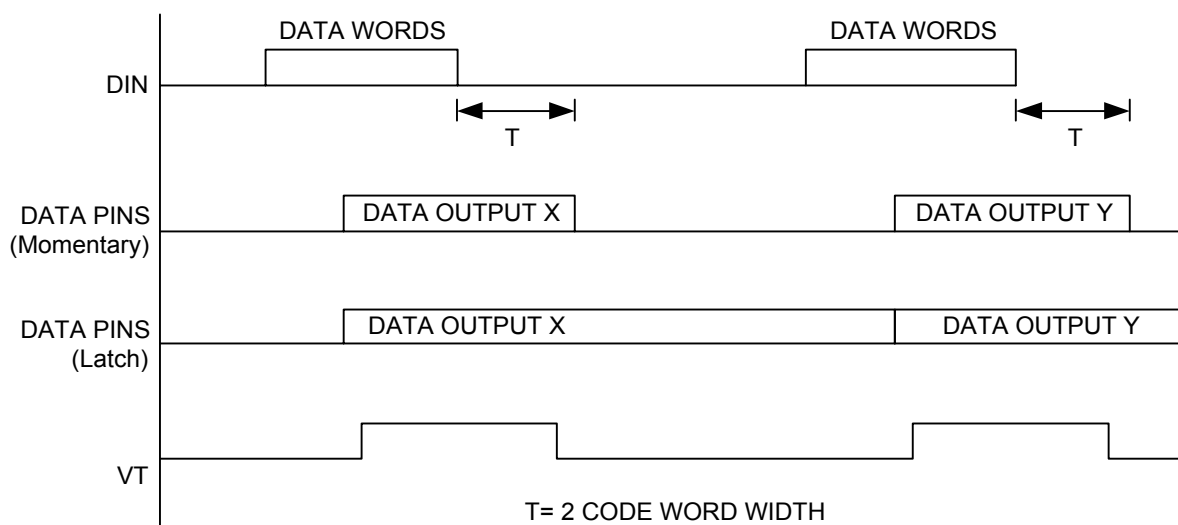 DATA WORDS
DATA WORDS
DIN
T
T
DATA PINS
(Momentary)
DATA OUTPUT X
DATA OUTPUT Y
DATA PINS
(Latch)
DATA OUTPUT X
DATA OUTPUT Y
VT
T= 2 CODE WORD WIDTH